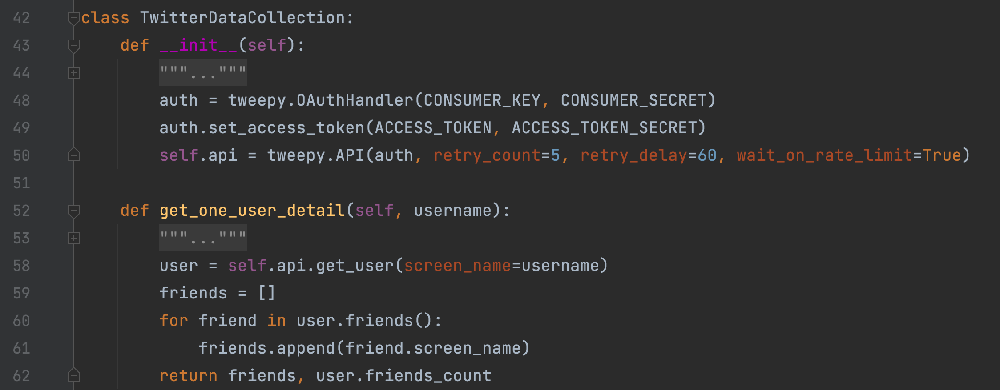 42 class TwitterDataCollection:
43     def __init__(self):
44         """..."""
48         auth = tweepy.OAuthHandler(CONSUMER_KEY, CONSUMER_SECRET)
49         auth.set_access_token(ACCESS_TOKEN, ACCESS_TOKEN_SECRET)
50         self.api = tweepy.API(auth, retry_count=5, retry_delay=60, wait_on_rate_limit=True)
51
52     def get_one_user_detail(self, username):
53         """..."""
58         user = self.api.get_user(screen_name=username)
59         friends = []
60         for friend in user.friends():
61             friends.append(friend.screen_name)
62         return friends, user.friends_count